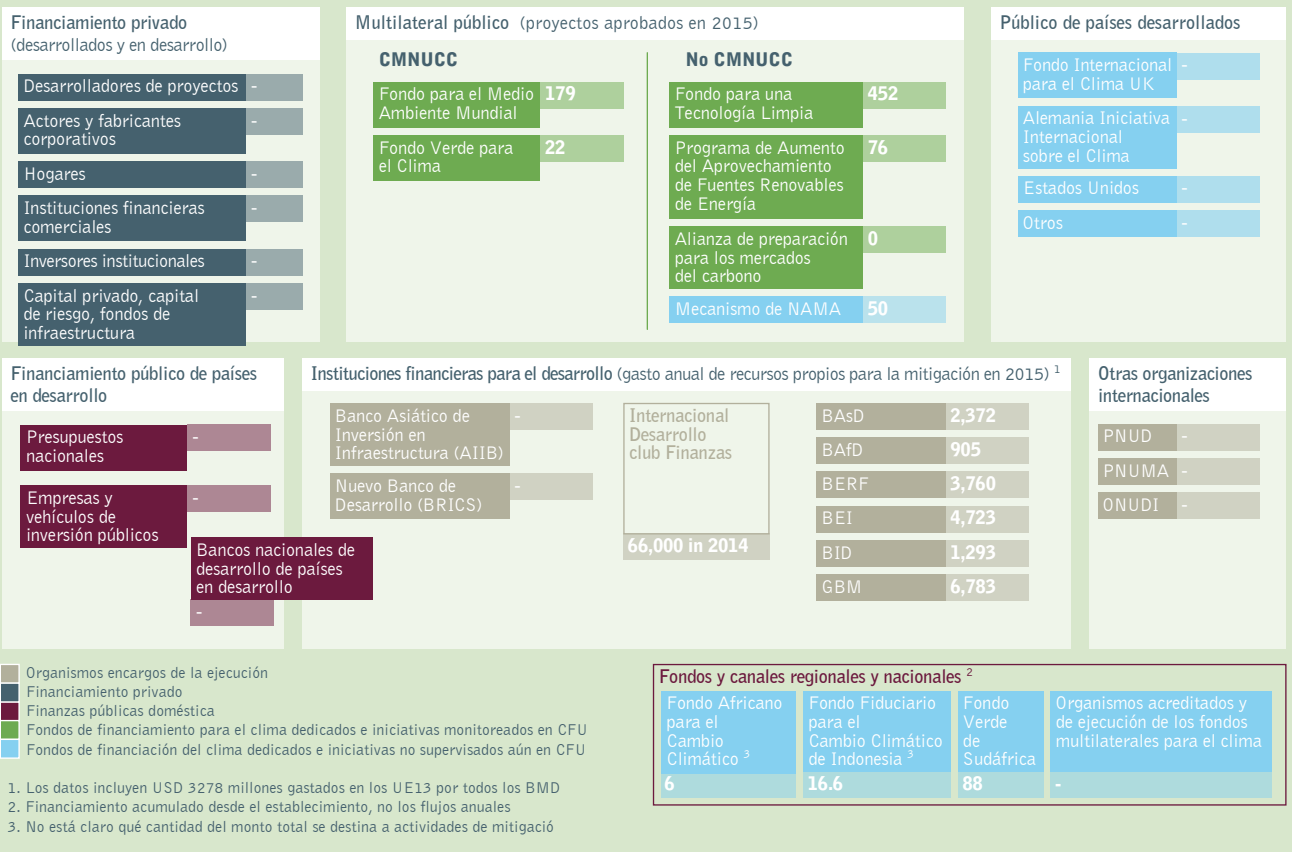 Financiamiento privado
(desarrollados y en desarrollo)
Desarrolladores de proyectos -
Actores y fabricantes -
corporativos
Hogares -
Instituciones financieras -
comerciales
Inversores institucionales -
Capital privado, capital -
de riesgo, fondos de
infraestructura
Multilateral público (proyectos aprobados en 2015)
CMNUCC
Fondo para el Medio 179
Ambiente Mundial
Fondo Verde para 22
el Clima
No CMNUCC
Fondo para una 452
Tecnología Limpia
Programa de Aumento 76
del Aprovechamiento
de Fuentes Renovables
de Energía
Alianza de preparación 0
para los mercados
del carbono
Mecanismo de NAMA 50
Público de países desarrollados
Fondo Internacional -
para el Clima UK
Alemania Iniciativa -
Internacional
sobre el Clima
Estados Unidos -
Otros -
Financiamiento público de países
en desarrollo
Presupuestos -
nacionales
Empresas y -
vehículos de
inversión públicos
Bancos nacionales de
desarrollo de países
en desarrollo
-
Instituciones financieras para el desarrollo (gasto anual de recursos propios para la mitigación en 2015) 1
Banco Asiático de -
Inversión en
Infraestructura (AIIB)
Nuevo Banco de -
Desarrollo (BRICS)
Internacional
Desarrollo
club Finanzas
66,000 in 2014
BAsD 2,372
BAfD 905
BERF 3,760
BEI 4,723
BID 1,293
GBM 6,783
Otras organizaciones
internacionales
PNUD -
PNUMA -
ONUDI -
Organismos encargos de la ejecución
Financiamiento privado
Finanzas públicas doméstica
Fondos de financiamiento para el clima dedicados e iniciativas monitoreados en CFU
Fondos de financiación del clima dedicados e iniciativas no supervisados aún en CFU
1. Los datos incluyen USD 3278 millones gastados en los UE13 por todos los BMD
2. Financiamiento acumulado desde el establecimiento, no los flujos anuales
3. No está claro qué cantidad del monto total se destina a actividades de mitigació
Fondos y canales regionales y nacionales 2
Fondo Africano
para el
Cambio
Climático 3
6
Fondo Fiduciario
para el
Cambio Climático
de Indonesia 3
16.6
Fondo
Verde
de
Sudáfrica
88
Organismos acreditados y
de ejecución de los fondos
multilaterales para el clima
-